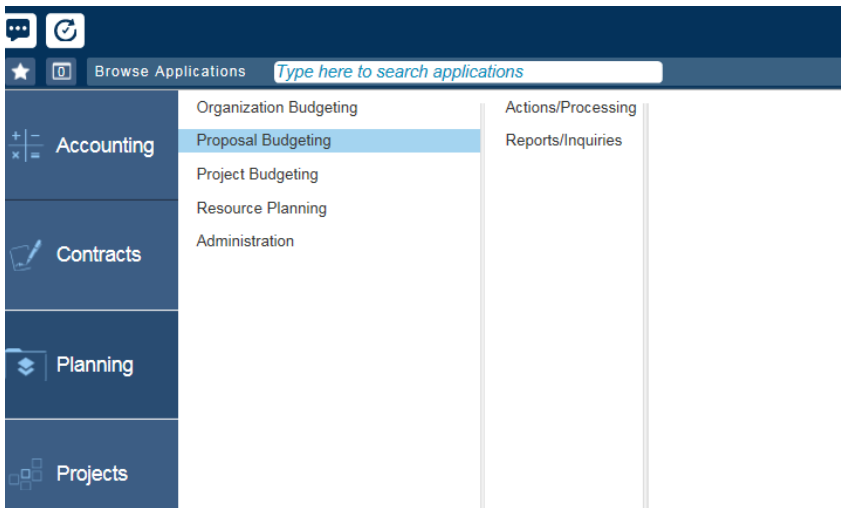 0
Browse Applications
Type here to search applications
Accounting
Contracts
Planning
Projects
Organization Budgeting
Proposal Budgeting
Project Budgeting
Resource Planning
Administration
Actions/Processing
Reports/Inquiries